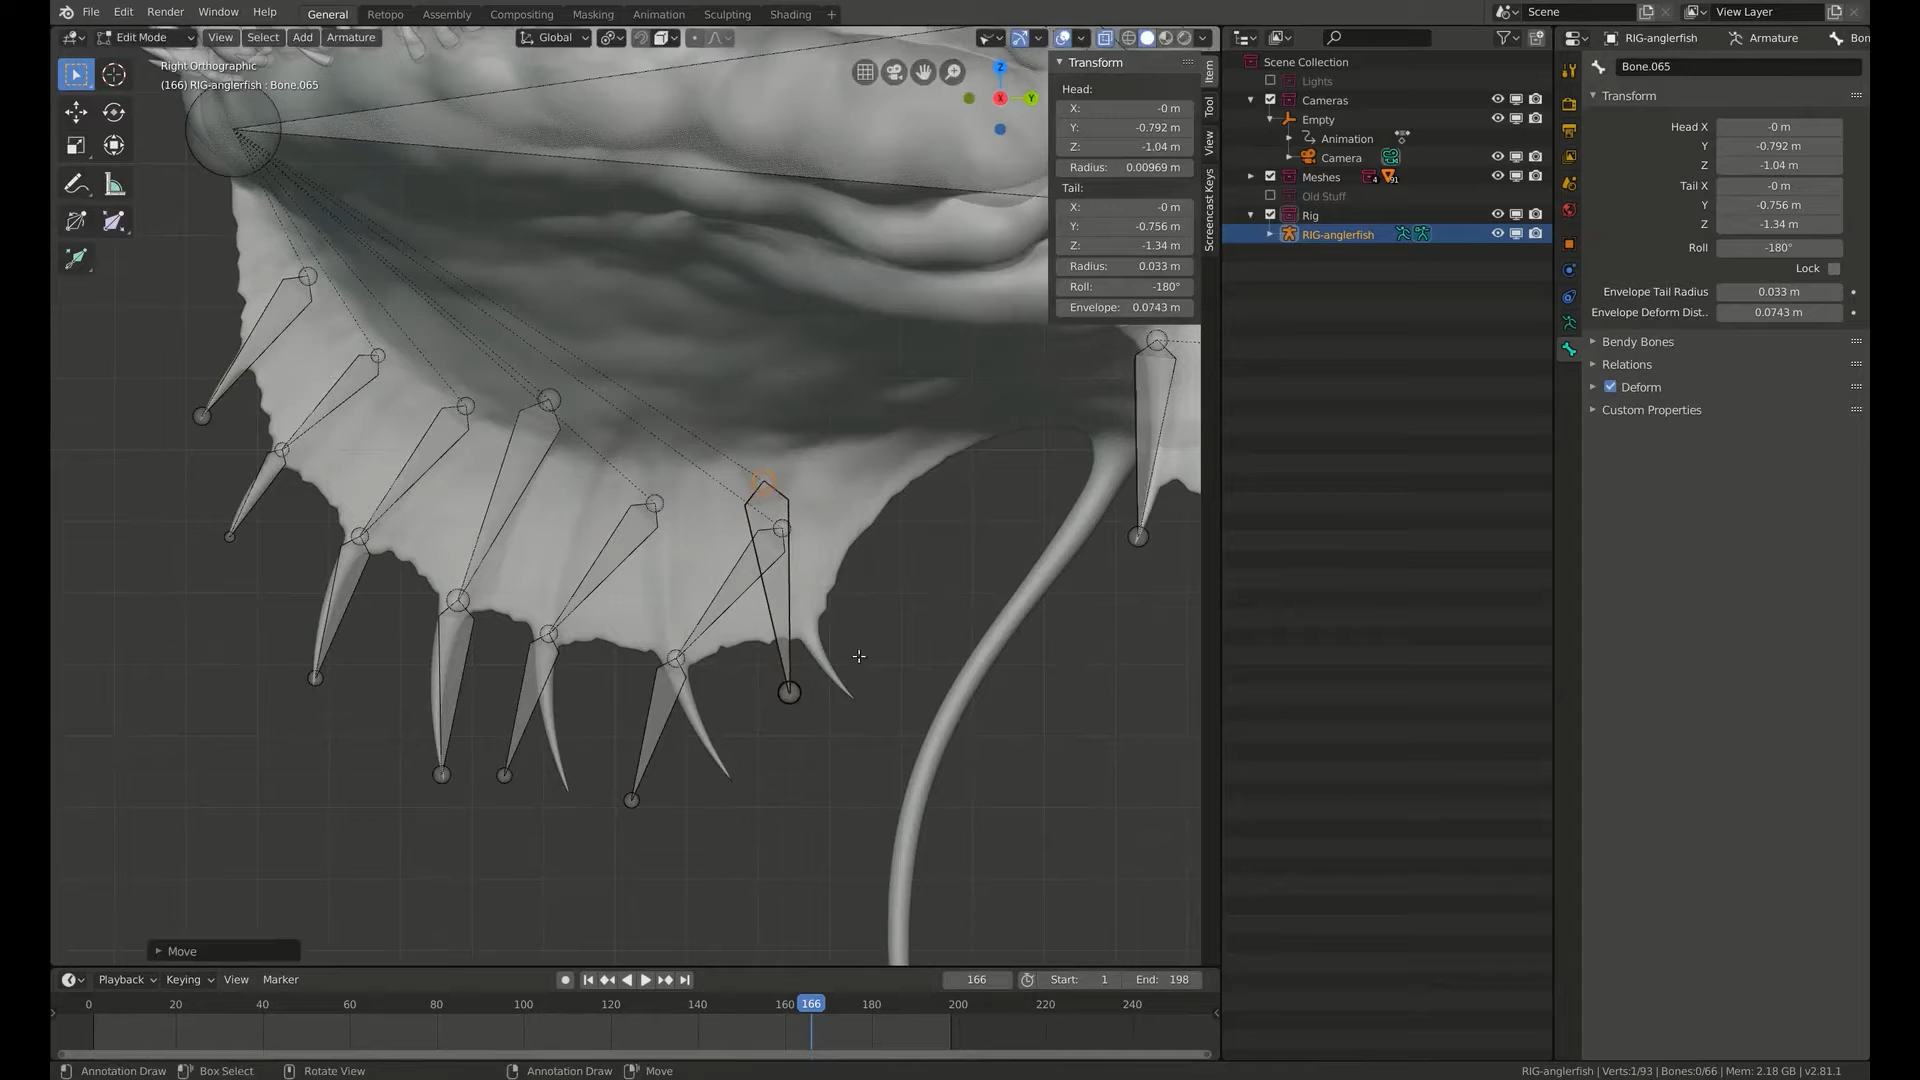 File Edit Render Window Help General Retopo Assembly Compositing Masking Animation Sculpting Shading + Scene View Layer
Edit Mode View Select Add Armature Global
RIG-anglerfish Armature Bon
Right Orthographic
(166) RIG-anglerfish : Bone.065
Z
X
Y
Transform
Head:
X: -0 m
Y: -0.792 m
Z: -1.04 m
Radius: 0.00969 m
Tail:
X: -0 m
Y: -0.756 m
Z: -1.34 m
Radius: 0.033 m
Roll: -180°
Envelope: 0.0743 m
Item
Tool
View
Screencast Keys
Scene Collection
Lights
Cameras
Empty
Animation
Camera
Meshes 4 91
Old Stuff
Rig
RIG-anglerfish
Bone.065
Transform
Head X -0 m
Y -0.792 m
Z -1.04 m
Tail X -0 m
Y -0.756 m
Z -1.34 m
Roll -180°
Lock
Envelope Tail Radius 0.033 m
Envelope Deform Dist.. 0.0743 m
Bendy Bones
Relations
Deform
Custom Properties
Move
Playback Keying View Marker 166 Start: 1 End: 198
0 20 40 60 80 100 120 140 160 166 180 200 220 240
Annotation Draw Box Select Rotate View Annotation Draw Move RIG-anglerfish | Verts:1/93 | Bones:0/66 | Mem: 2.18 GB | v2.81.1